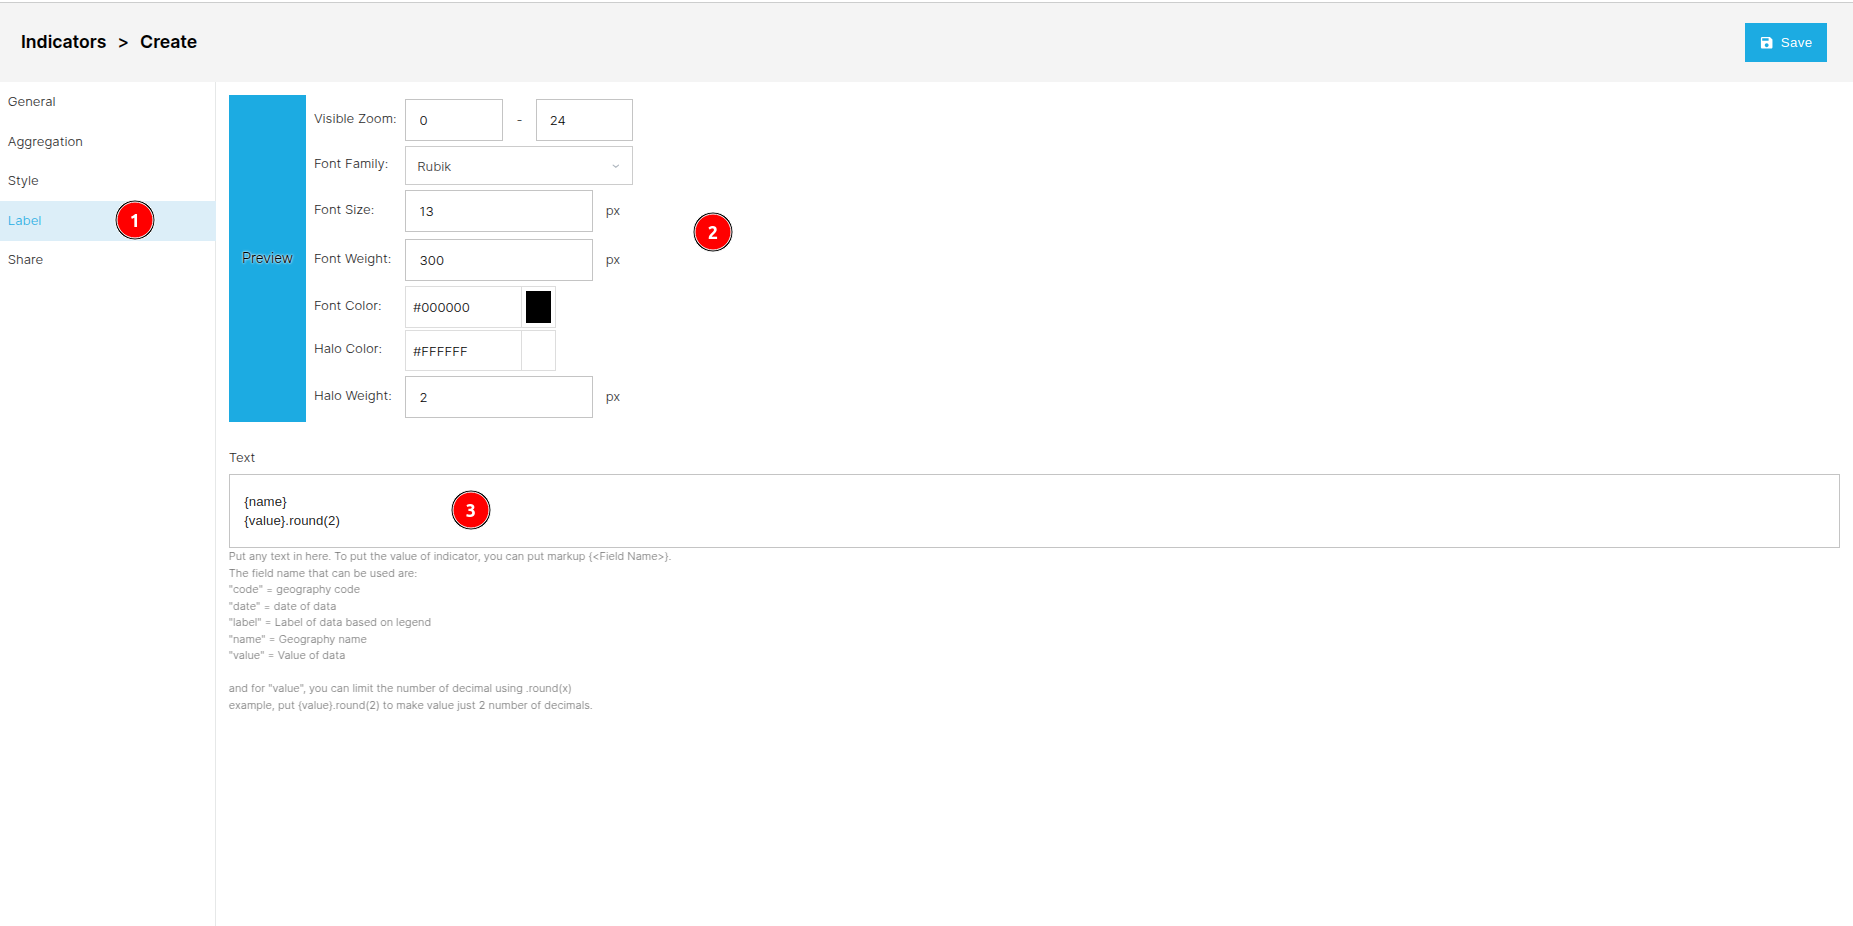 Indicators > Create
Save
General
Aggregation
Style
Label
1
Share
Preview
Visible Zoom: 0 - 24
Font Family: Rubik
Font Size: 13 px
2
Font Weight: 300 px
Font Color: #000000
Halo Color: #FFFFFF
Halo Weight: 2 px
Text
{name}
{value}.round(2)
3
Put any text in here. To put the value of indicator, you can put markup {<Field Name>}.
The field name that can be used are:
"code" = geography code
"date" = date of data
"label" = Label of data based on legend
"name" = Geography name
"value" = Value of data
and for "value", you can limit the number of decimal using .round(x)
example, put {value}.round(2) to make value just 2 number of decimals.